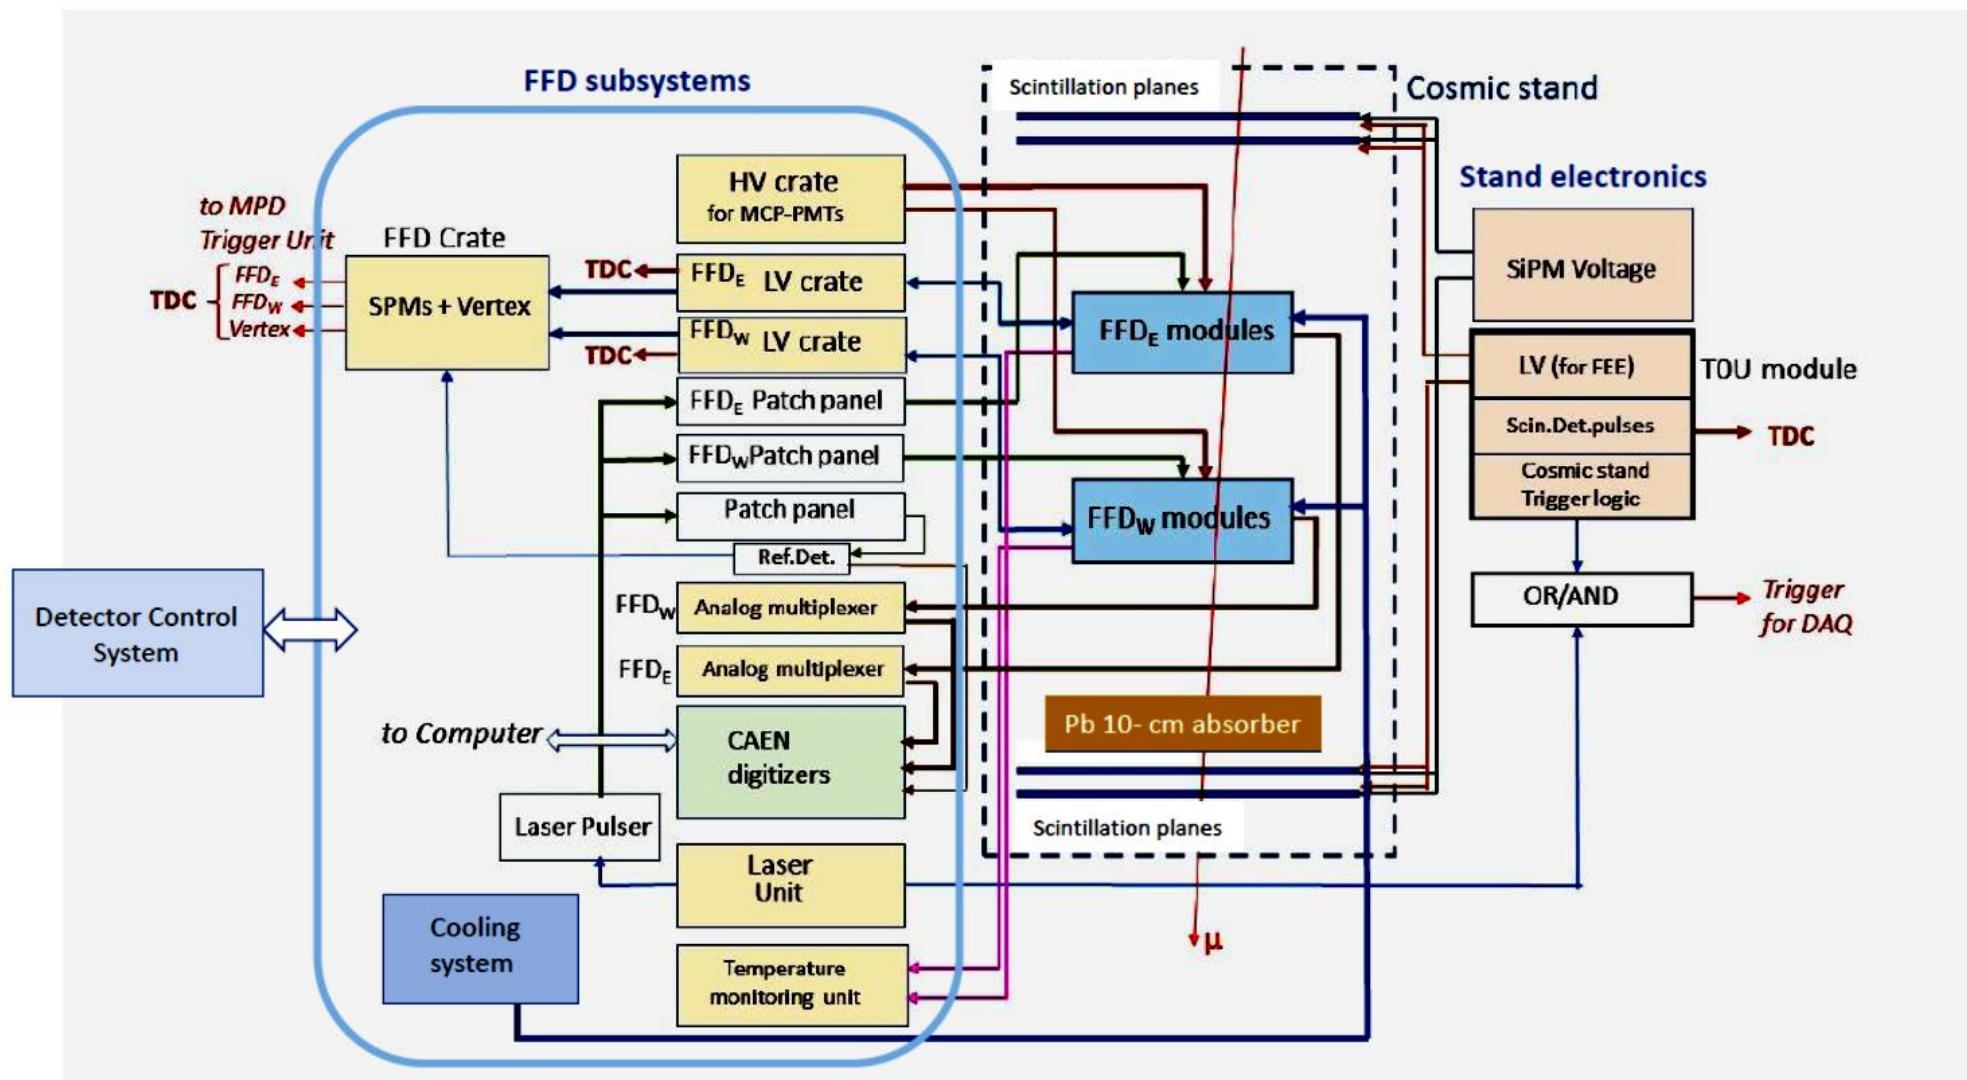 FFD subsystems
Scintillation planes
Cosmic stand
Stand electronics
HV crate
for MCP-PMTs
to MPD
Trigger Unit
FFD Crate
SPMs + Vertex
TDC
FFDE
FFDW
Vertex
TDC
FFDE LV crate
FFDW LV crate
TDC
FFDE Patch panel
FFDW Patch panel
Patch panel
Ref.Det.
FFDW
Analog multiplexer
FFDE
Analog multiplexer
to Computer
CAEN
digitizers
Laser Pulser
Laser
Unit
Cooling
system
Temperature
monitoring unit
Detector Control
System
FFDE modules
FFDW modules
Pb 10- cm absorber
Scintillation planes
μ
SiPM Voltage
LV (for FEE)
T0U module
Scin.Det.pulses
TDC
Cosmic stand
Trigger logic
OR/AND
Trigger
for DAQ